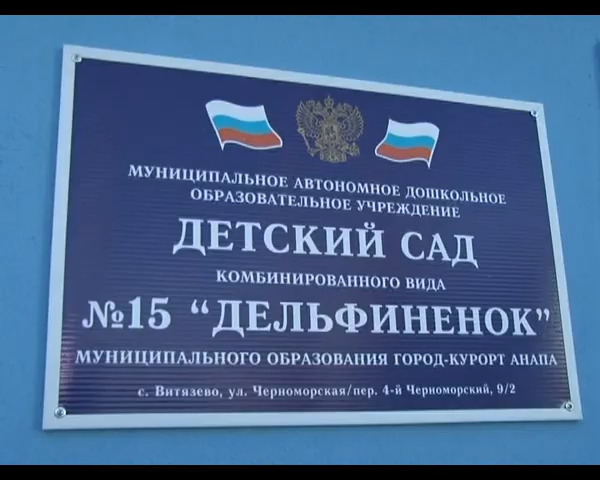 МУНИЦИПАЛЬНОЕ АВТОНОМНОЕ ДОШКОЛЬНОЕ
ОБРАЗОВАТЕЛЬНОЕ УЧРЕЖДЕНИЕ
ДЕТСКИЙ САД
КОМБИНИРОВАННОГО ВИДА
№15 “ДЕЛЬФИНЕНОК”
МУНИЦИПАЛЬНОГО ОБРАЗОВАНИЯ ГОРОД-КУРОРТ АНАПА
с. Витязево, ул. Черноморская/пер. 4-й Черноморский, 9/2